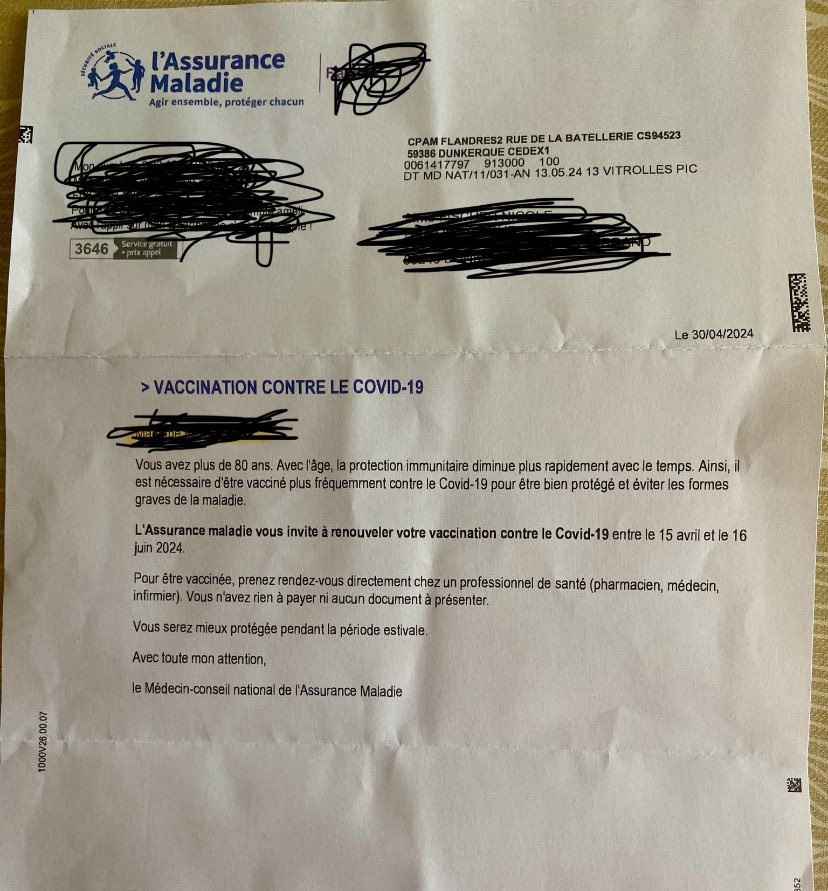 SÉCURITÉ SOCIALE
l'Assurance
Maladie
Agir ensemble, protéger chacun
CPAM FLANDRES2 RUE DE LA BATELLERIE CS94523
59386 DUNKERQUE CEDEX1
0061417797 913000 100
DT MD NAT/11/031-AN 13.05.24 13 VITROLLES PIC
3646 Service gratuit
+ prix appel
Le 30/04/2024
> VACCINATION CONTRE LE COVID-19
Vous avez plus de 80 ans. Avec l'âge, la protection immunitaire diminue plus rapidement avec le temps. Ainsi, il
est nécessaire d'être vacciné plus fréquemment contre le Covid-19 pour être bien protégé et éviter les formes
graves de la maladie.
L'Assurance maladie vous invite à renouveler votre vaccination contre le Covid-19 entre le 15 avril et le 16
juin 2024.
Pour être vaccinée, prenez rendez-vous directement chez un professionnel de santé (pharmacien, médecin,
infirmier). Vous n'avez rien à payer ni aucun document à présenter.
Vous serez mieux protégée pendant la période estivale.
Avec toute mon attention,
le Médecin-conseil national de l'Assurance Maladie
1000V26.00.07